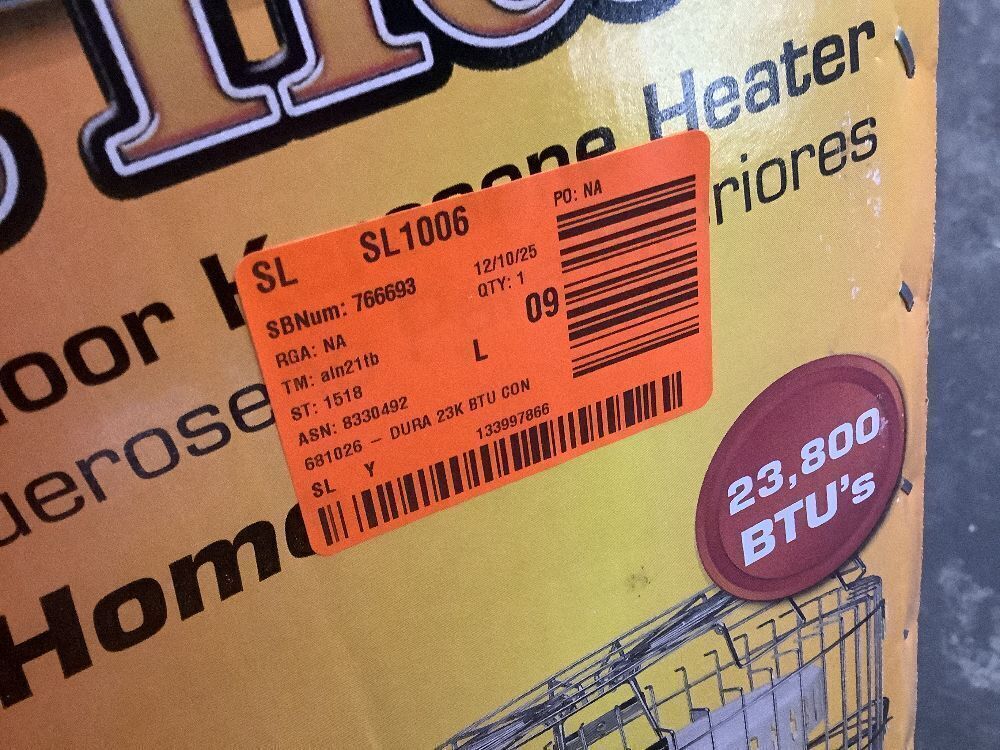 Heater
riores
oor
uerose
Home
SL SL1006 PO: NA
SBNum: 766693 12/10/25
RGA: NA QTY: 1
TM: aln21fb L 09
ST: 1518
ASN: 8330492
681026 - DURA 23K BTU CON
SL Y 133997866
23,800
BTU's